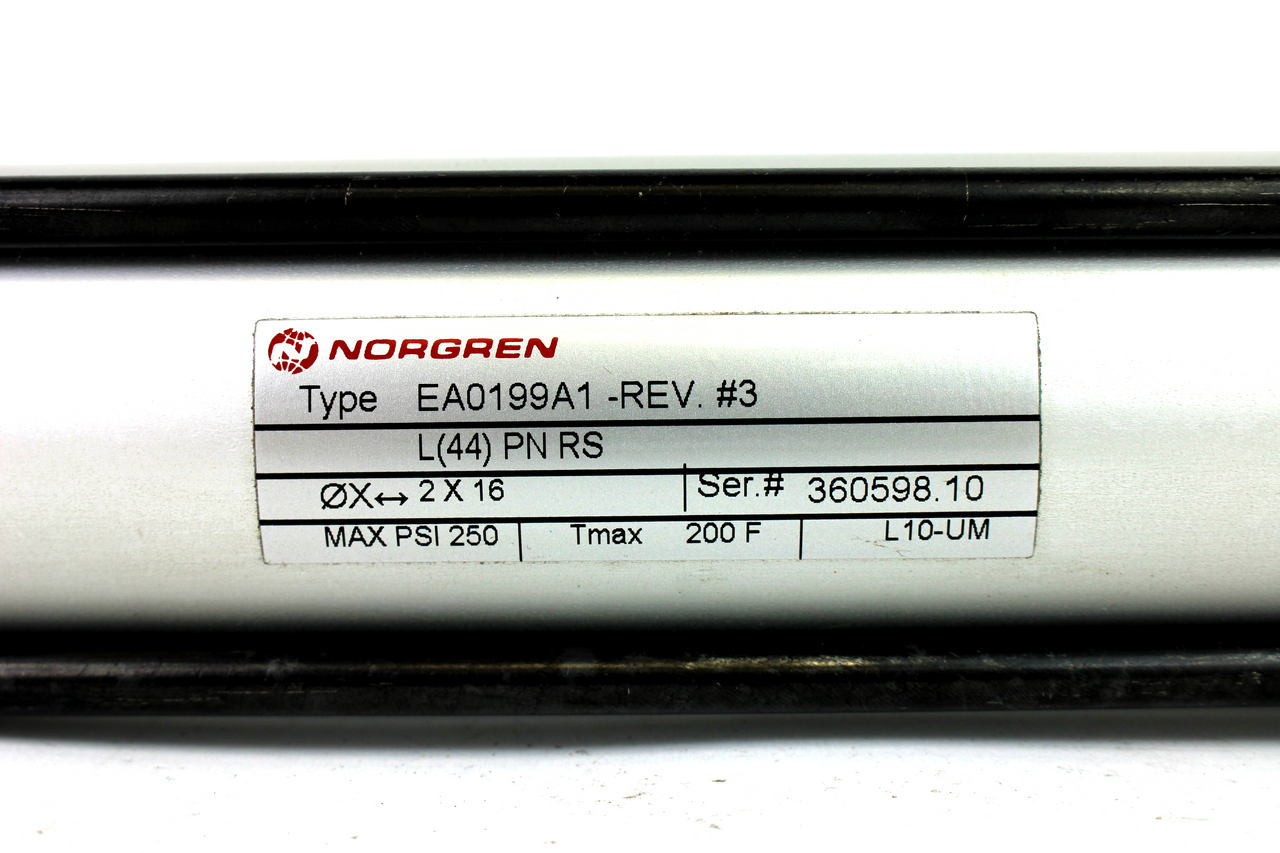 NORGREN
Type EA0199A1 -REV. #3
L(44) PN RS
ØX↔ 2 X 16 Ser.# 360598.10
MAX PSI 250 Tmax 200 F L10-UM